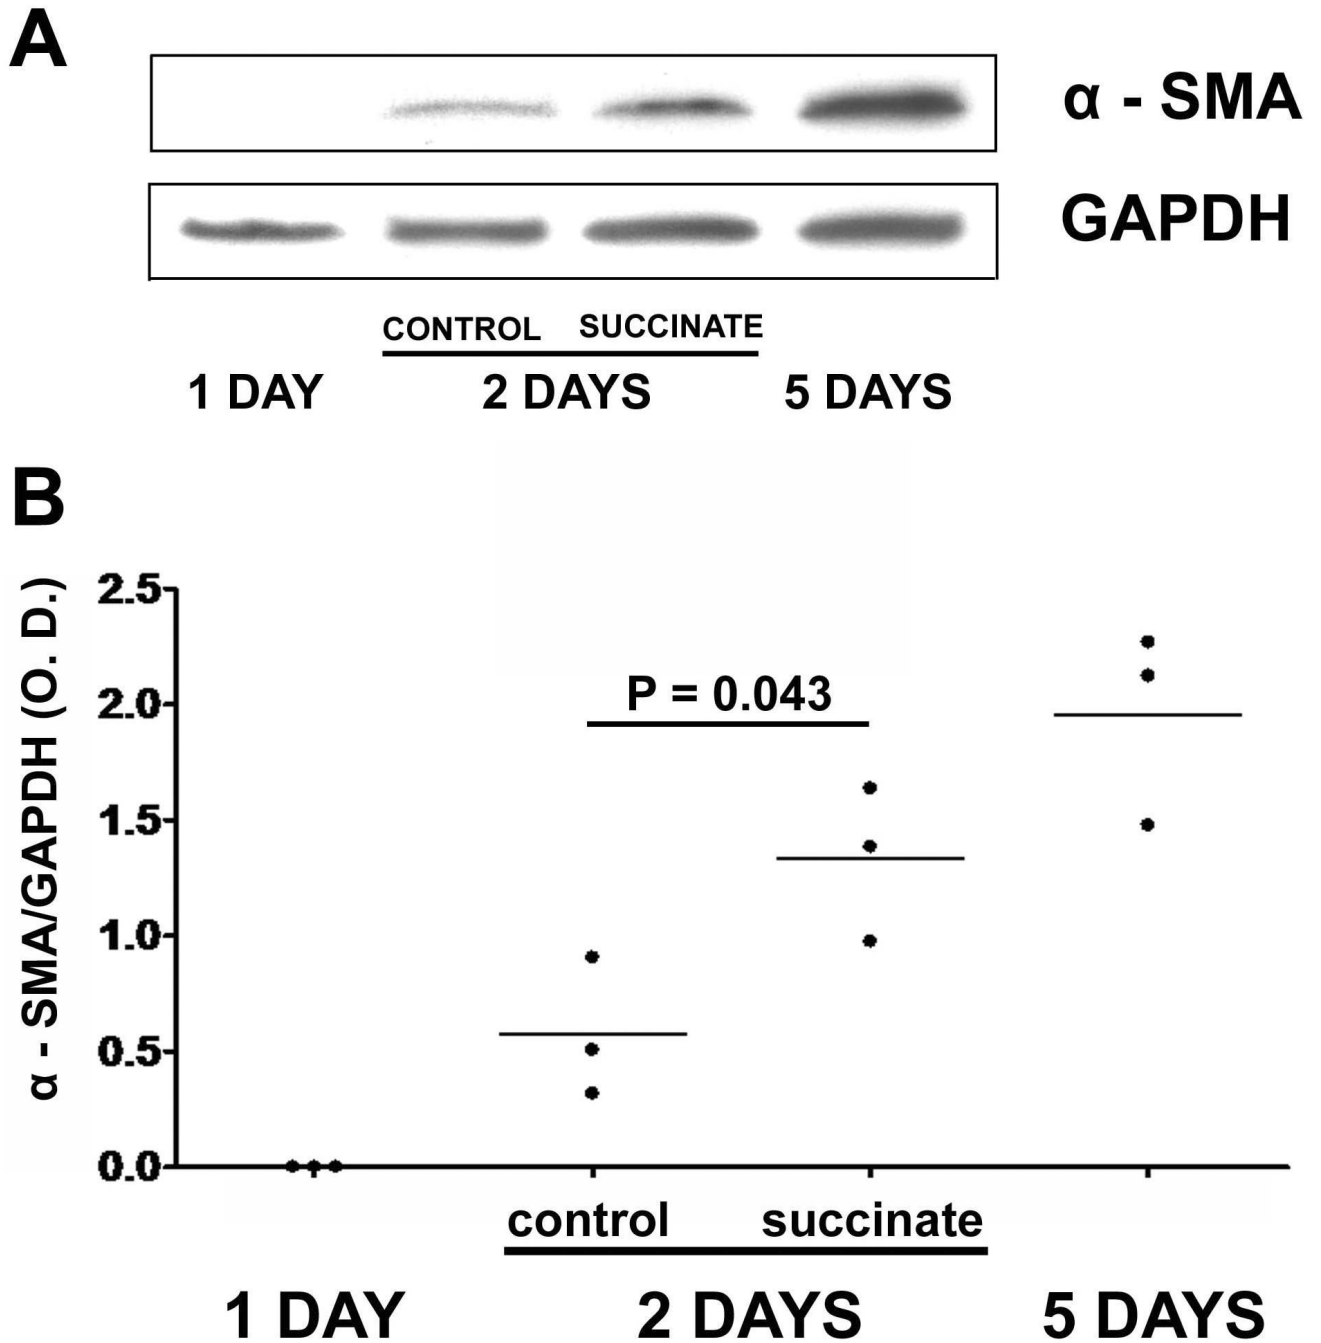 A
α - SMA
GAPDH
CONTROL SUCCINATE
1 DAY 2 DAYS 5 DAYS
B
α - SMA/GAPDH (O. D.)
2.5
2.0
1.5
1.0
0.5
0.0
P = 0.043
control succinate
1 DAY 2 DAYS 5 DAYS